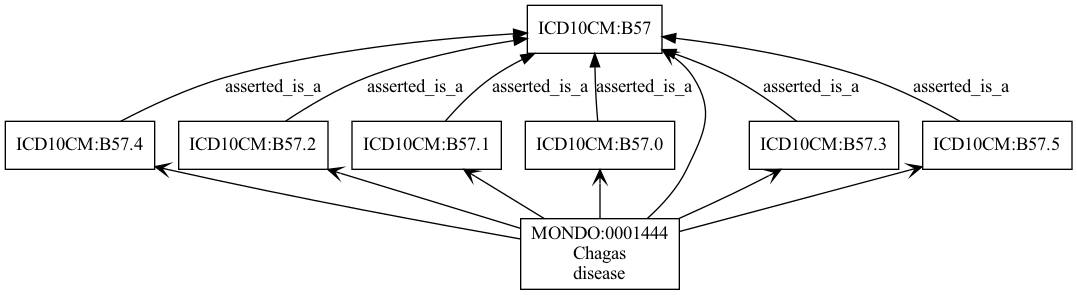 ICD10CM:B57
asserted_is_a asserted_is_a asserted_is_a asserted_is_a asserted_is_a asserted_is_a
ICD10CM:B57.4 ICD10CM:B57.2 ICD10CM:B57.1 ICD10CM:B57.0 ICD10CM:B57.3 ICD10CM:B57.5
MONDO:0001444
Chagas
disease